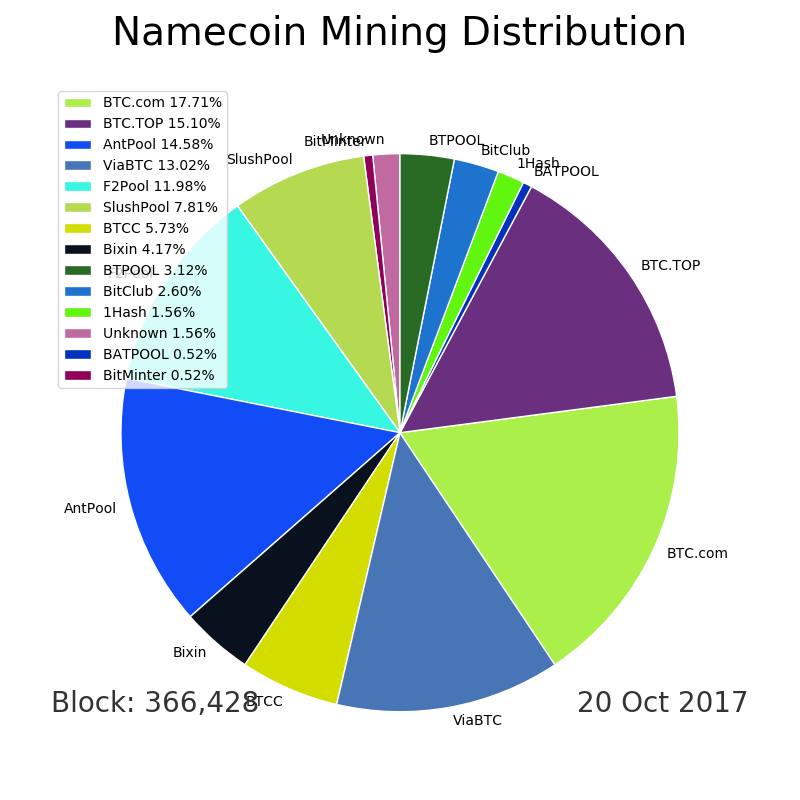 Namecoin Mining Distribution
BTC.com 17.71%
BTC.TOP 15.10%
AntPool 14.58%
ViaBTC 13.02%
F2Pool 11.98%
SlushPool 7.81%
BTCC 5.73%
Bixin 4.17%
BTPOOL 3.12%
BitClub 2.60%
1Hash 1.56%
Unknown 1.56%
BATPOOL 0.52%
BitMinter 0.52%
SlushPool
BitMinter
Unknown
BTPOOL
BitClub
1Hash
BATPOOL
BTC.TOP
F2Pool
AntPool
BTC.com
Bixin
BTCC
ViaBTC
Block: 366,428
20 Oct 2017